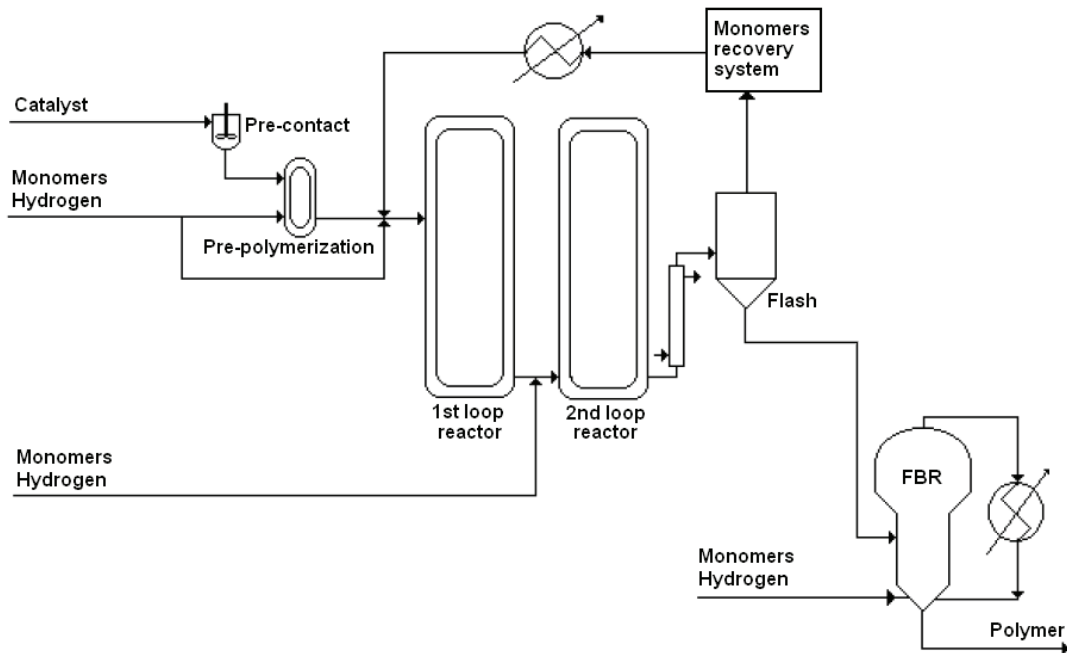 Monomers
recovery
system
Catalyst
Pre-contact
Monomers
Hydrogen
Pre-polymerization
Flash
1st loop
reactor
2nd loop
reactor
Monomers
Hydrogen
FBR
Monomers
Hydrogen
Polymer